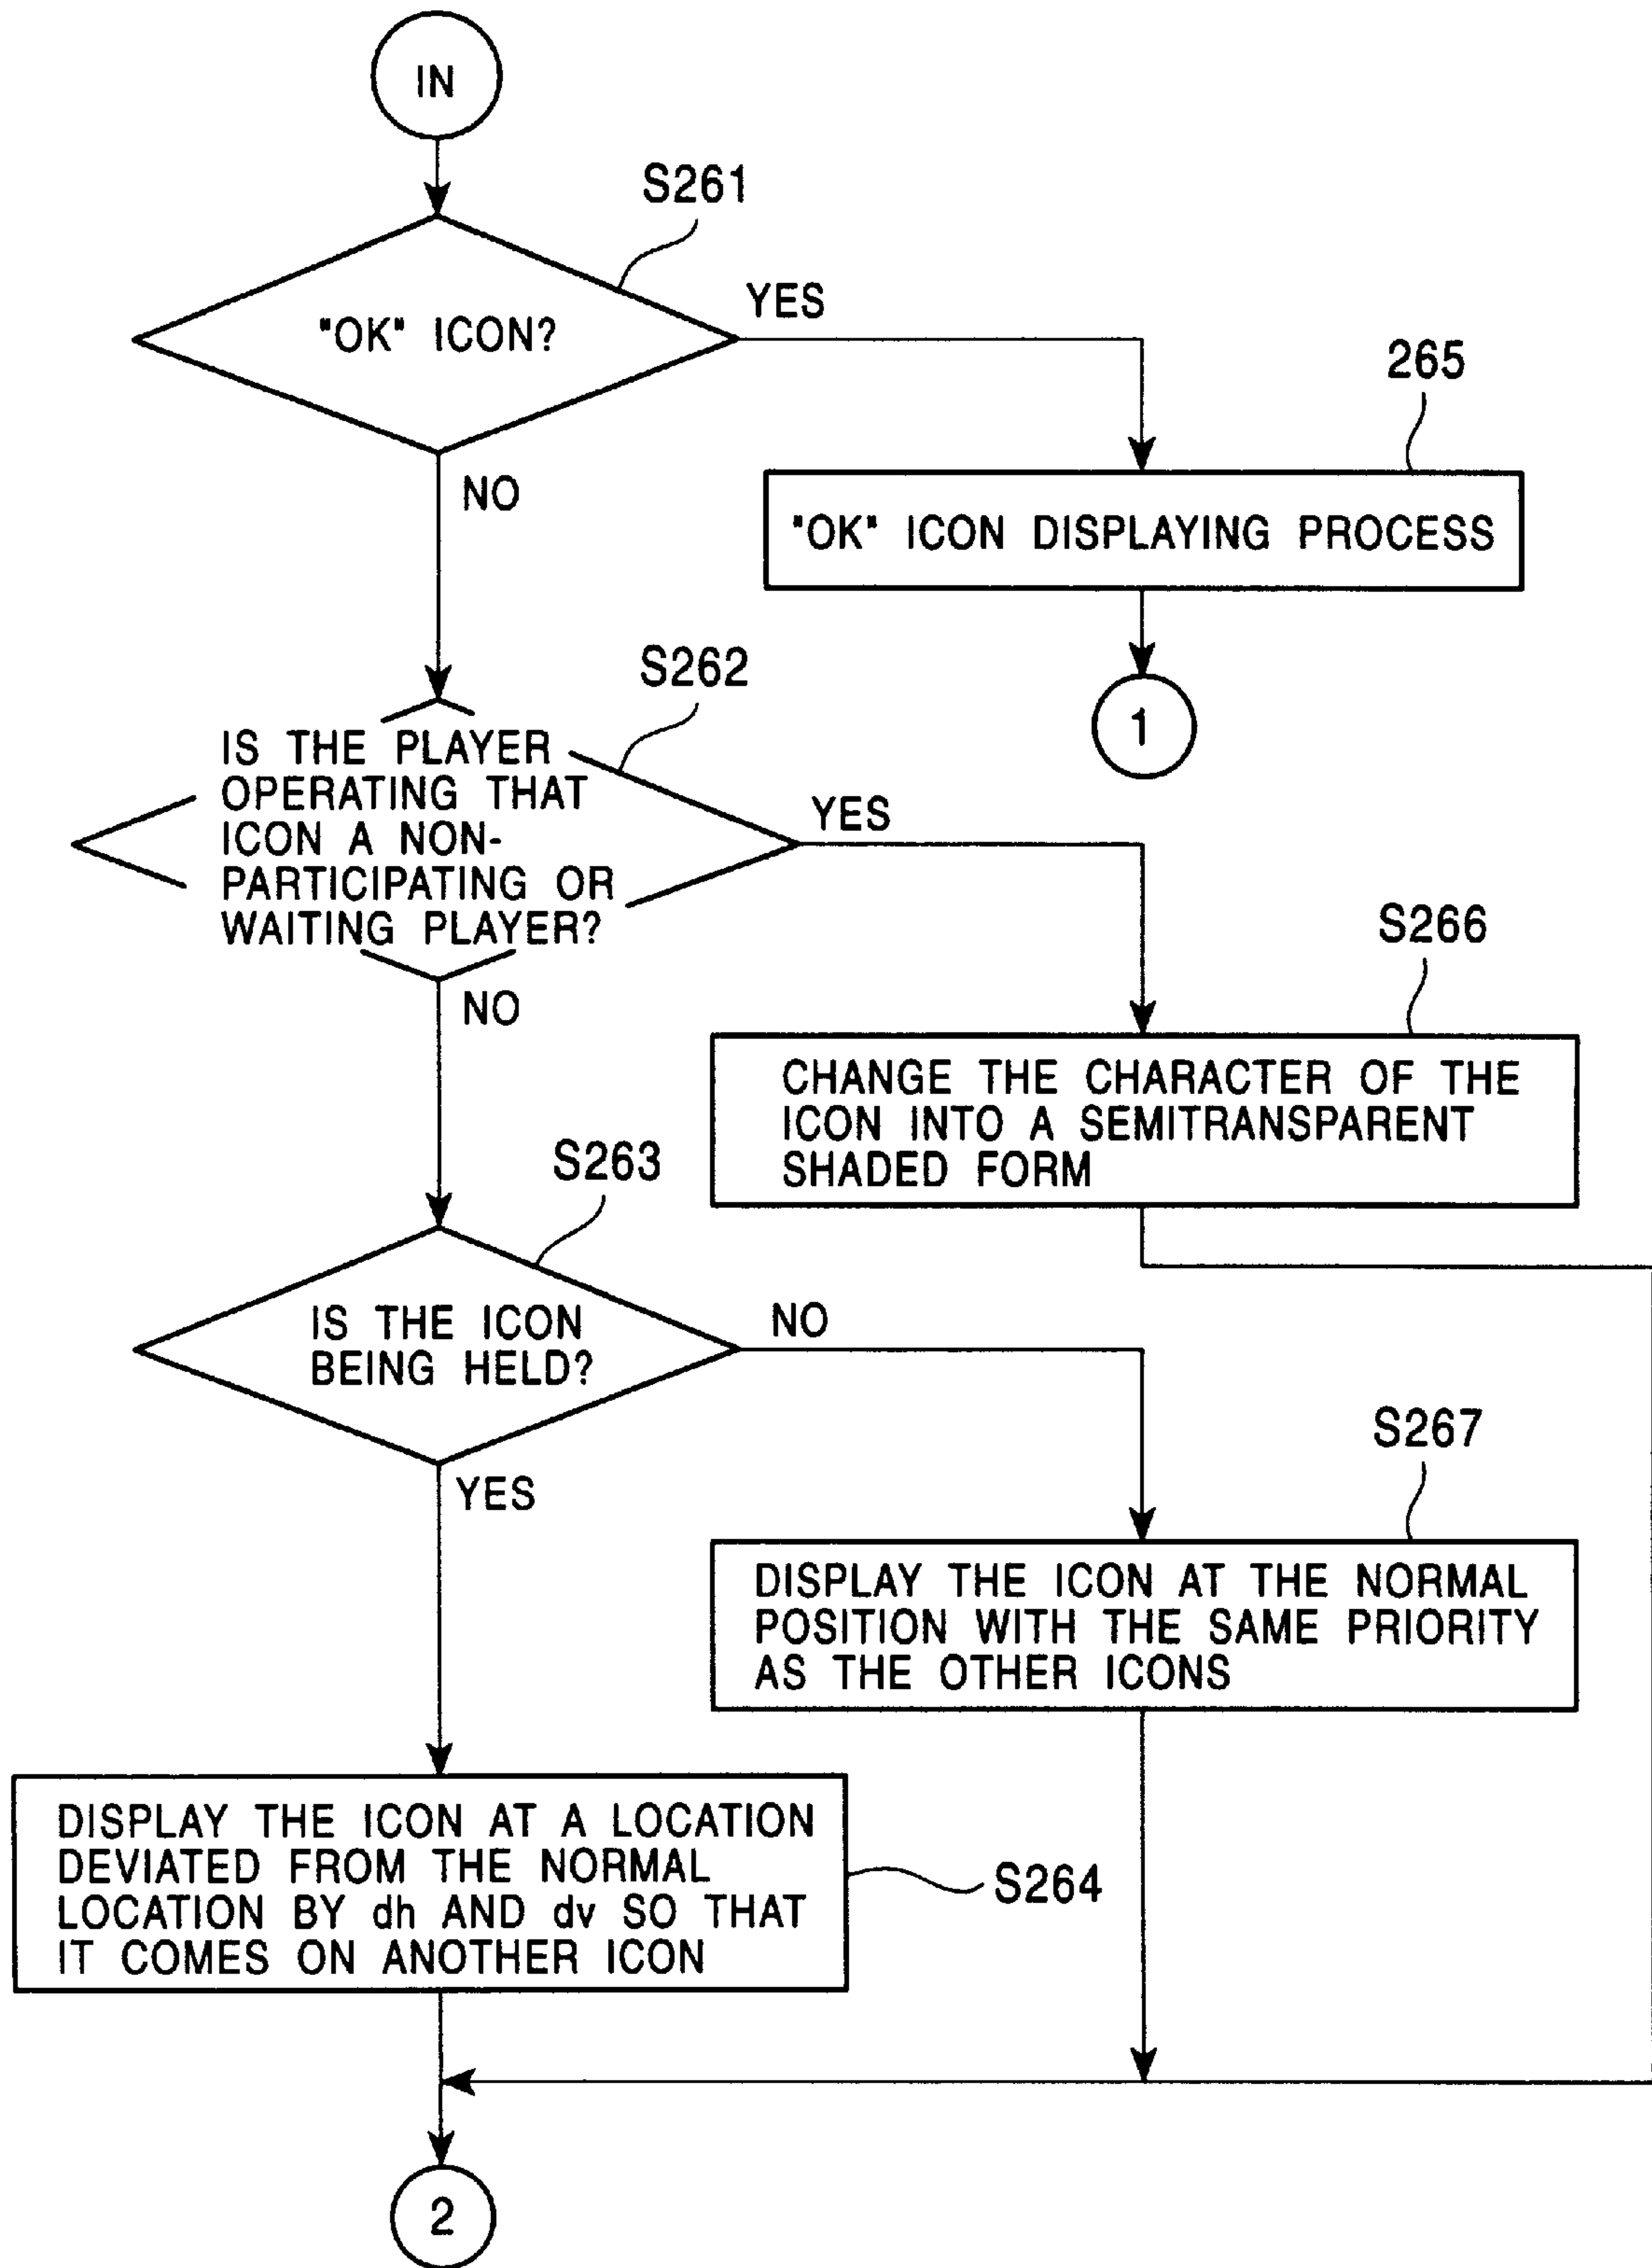 IN
S261
"OK" ICON?
YES
NO
265
"OK" ICON DISPLAYING PROCESS
1
S262
IS THE PLAYER
OPERATING THAT
ICON A NON-
PARTICIPATING OR
WAITING PLAYER?
YES
NO
S266
CHANGE THE CHARACTER OF THE
ICON INTO A SEMITRANSPARENT
SHADED FORM
S263
IS THE ICON
BEING HELD?
NO
YES
S267
DISPLAY THE ICON AT THE NORMAL
POSITION WITH THE SAME PRIORITY
AS THE OTHER ICONS
DISPLAY THE ICON AT A LOCATION
DEVIATED FROM THE NORMAL
LOCATION BY dh AND dv SO THAT
IT COMES ON ANOTHER ICON
S264
2